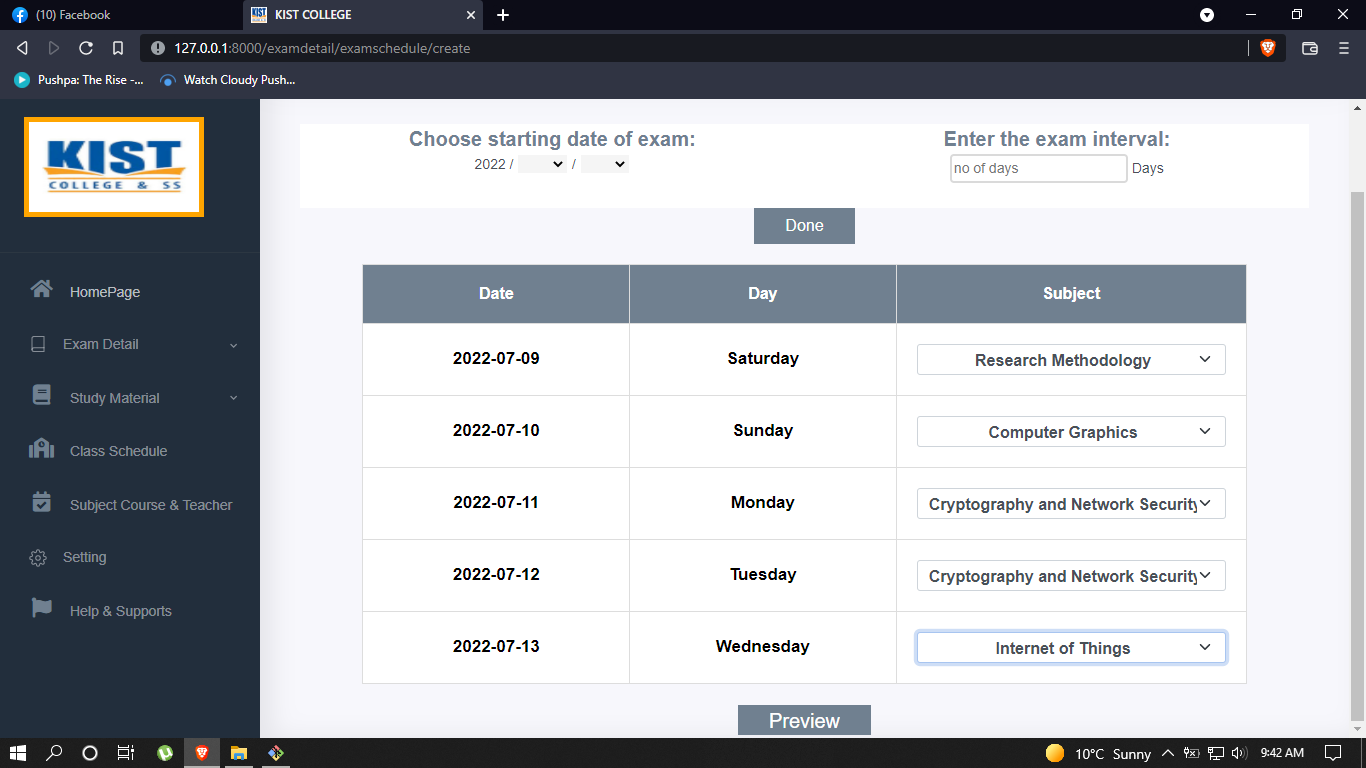 (10) Facebook
KIST COLLEGE
127.0.0.1:8000/examdetail/examschedule/create
Pushpa: The Rise -...
Watch Cloudy Push...
KIST
COLLEGE & SS
HomePage
Exam Detail
Study Material
Class Schedule
Subject Course & Teacher
Setting
Help & Supports
Choose starting date of exam:
2022 / /
Enter the exam interval:
no of days Days
Done
Date Day Subject
2022-07-09 Saturday Research Methodology
2022-07-10 Sunday Computer Graphics
2022-07-11 Monday Cryptography and Network Security
2022-07-12 Tuesday Cryptography and Network Security
2022-07-13 Wednesday Internet of Things
Preview
10°C Sunny 9:42 AM